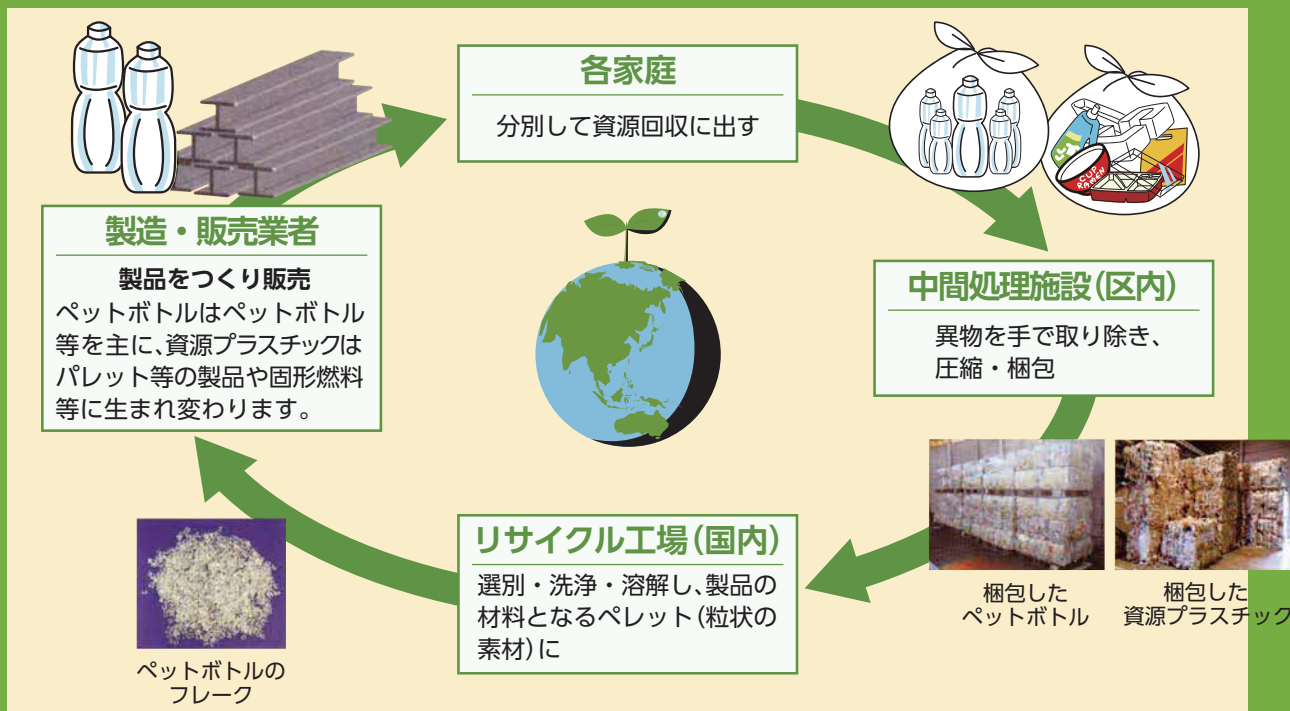 各家庭
分別して資源回収に出す
CUP
RAMEN
中間処理施設(区内)
異物を手で取り除き、
圧縮・梱包
梱包した
ペットボトル
梱包した
資源プラスチック
リサイクル工場(国内)
選別・洗浄・溶解し、製品の
材料となるペレット(粒状の
素材)に
ペットボトルの
フレーク
製造・販売業者
製品をつくり販売
ペットボトルはペットボトル
等を主に、資源プラスチックは
パレット等の製品や固形燃料
等に生まれ変わります。